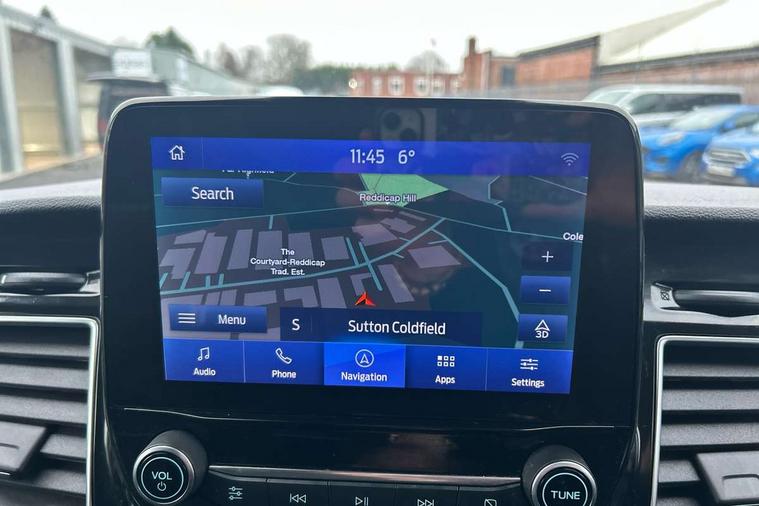 11:45 6°
Search
Reddicap Hill
The
Courtyard-Reddicap
Trad. Est.
Cole
+
−
3D
Menu
S
Sutton Coldfield
Audio
Phone
Navigation
Apps
Settings
VOL
TUNE